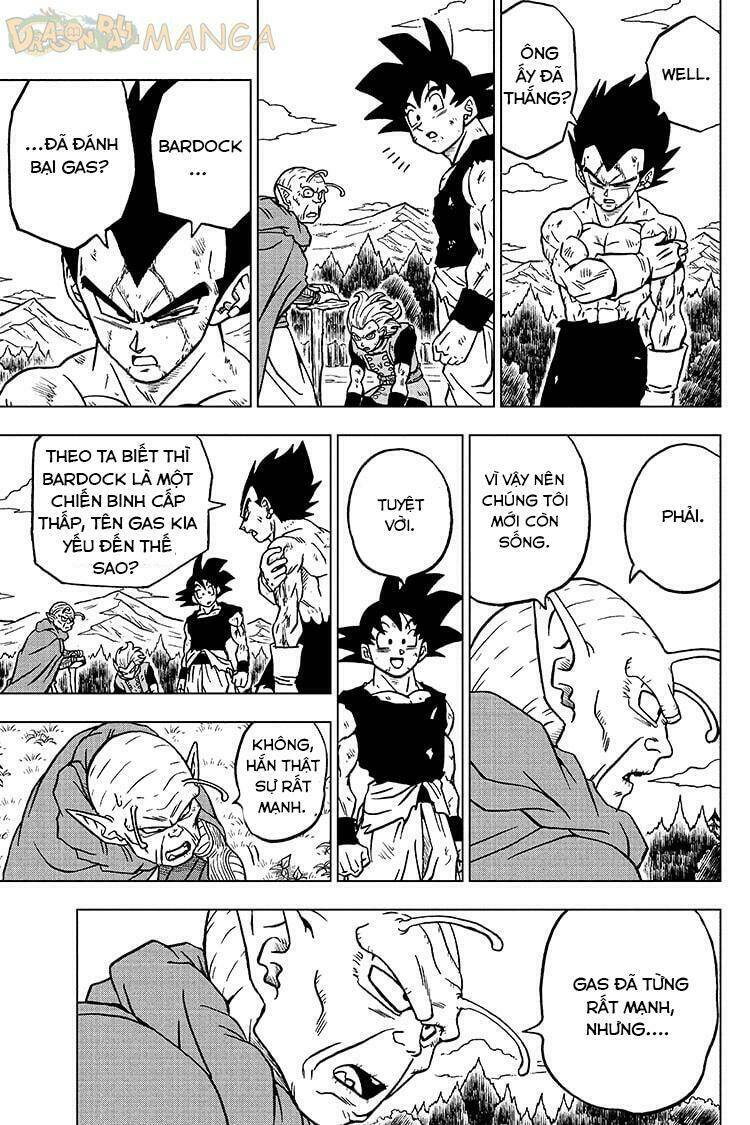 DRAGON BALL MANGA
WELL.
ÔNG
ẤY ĐÃ
THẮNG?
BARDOCK
...
...ĐÃ ĐÁNH
BẠI GAS?
PHẢI.
VÌ VẬY NÊN
CHÚNG TÔI
MỚI CÒN
SỐNG.
TUYỆT
VỜI.
THEO TA BIẾT THÌ
BARDOCK LÀ MỘT
CHIẾN BINH CẤP
THẤP, TÊN GAS KIA
YẾU ĐẾN THẾ
SAO?
KHÔNG,
HẮN THẬT
SỰ RẤT
MẠNH.
GAS ĐÃ TỪNG
RẤT MẠNH,
NHƯNG....